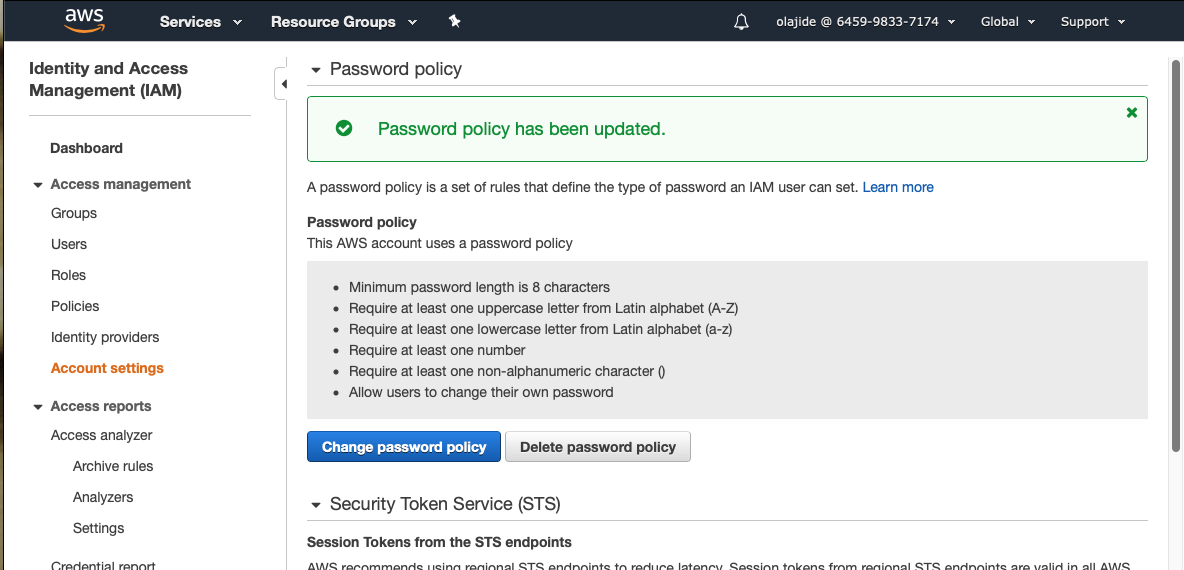 aws
Services
Resource Groups
olajide @ 6459-9833-7174
Global
Support
Identity and Access
Management (IAM)
Dashboard
Access management
Groups
Users
Roles
Policies
Identity providers
Account settings
Access reports
Access analyzer
Archive rules
Analyzers
Settings
Credential report
Password policy
Password policy has been updated.
A password policy is a set of rules that define the type of password an IAM user can set. Learn more
Password policy
This AWS account uses a password policy
• Minimum password length is 8 characters
• Require at least one uppercase letter from Latin alphabet (A-Z)
• Require at least one lowercase letter from Latin alphabet (a-z)
• Require at least one number
• Require at least one non-alphanumeric character ()
• Allow users to change their own password
Change password policy
Delete password policy
Security Token Service (STS)
Session Tokens from the STS endpoints
AWS recommends using regional STS endpoints to reduce latency. Session tokens from regional STS endpoints are valid in all AWS